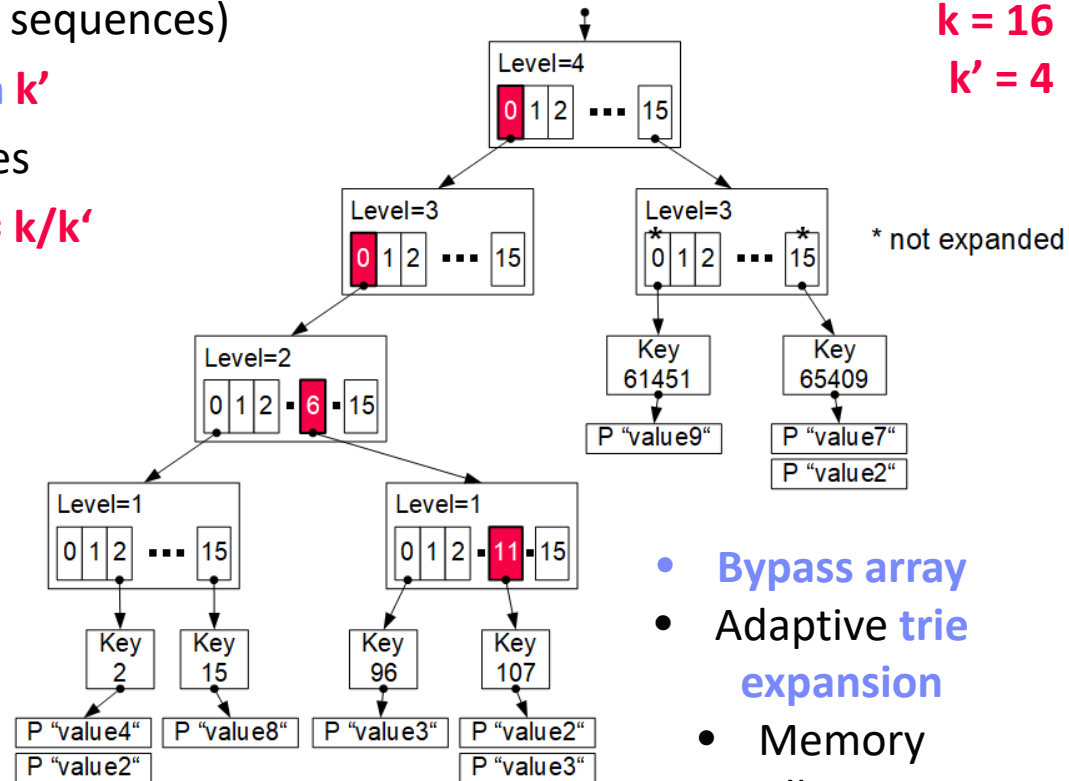 sequences)
k = 16
k'
k' = 4
es
k/k‘
Level=4
0 1 2 ▪▪▪ 15
Level=3
0 1 2 ▪▪▪ 15
Level=3
* *
0 1 2 ▪▪▪ 15
* not expanded
Level=2
0 1 2 ▪ 6 ▪ 15
Key
61451
Key
65409
P “value9“
P “value7“
P “value2“
Level=1
0 1 2 ▪▪▪ 15
Level=1
0 1 2 ▪ 11 ▪ 15
Key
2
Key
15
Key
96
Key
107
P “value4“
P “value2“
P “value8“
P “value3“
P “value2“
P “value3“
• Bypass array
• Adaptive trie
expansion
• Memory